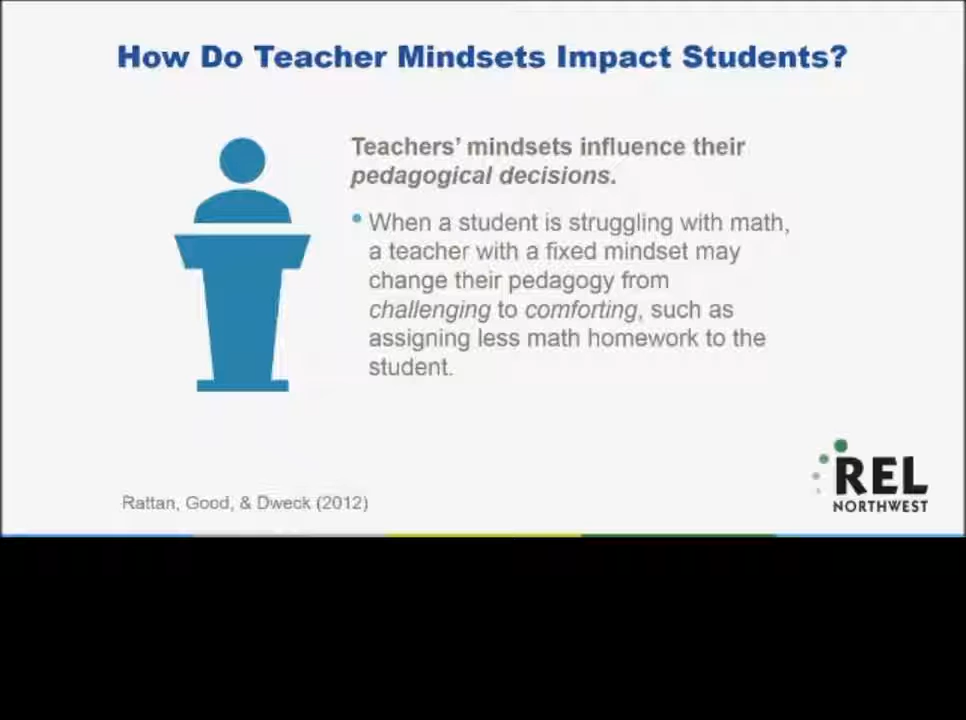 How Do Teacher Mindsets Impact Students?
Teachers’ mindsets influence their
pedagogical decisions.
• When a student is struggling with math,
a teacher with a fixed mindset may
change their pedagogy from
challenging to comforting, such as
assigning less math homework to the
student.
Rattan, Good, & Dweck (2012)
REL
NORTHWEST